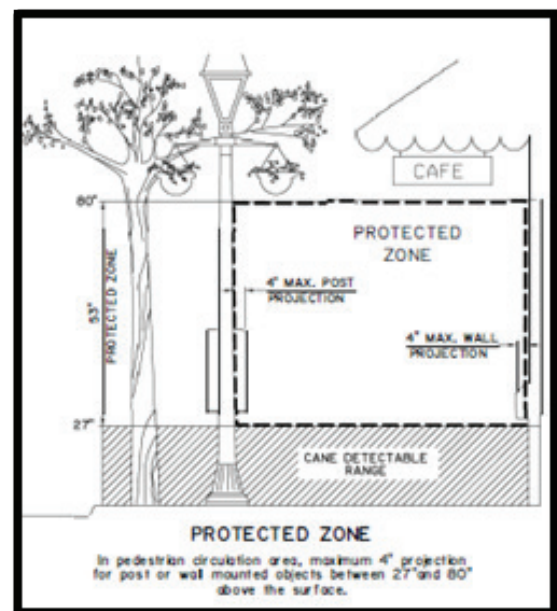 CAFE
80"
PROTECTED
ZONE
PROTECTED ZONE
53"
4" MAX. POST
PROJECTION
4" MAX. WALL
PROJECTION
27"
CANE DETECTABLE
RANGE
PROTECTED ZONE
In pedestrian circulation area, maximum 4" projection
for post or wall mounted objects between 27"and 80"
above the surface.